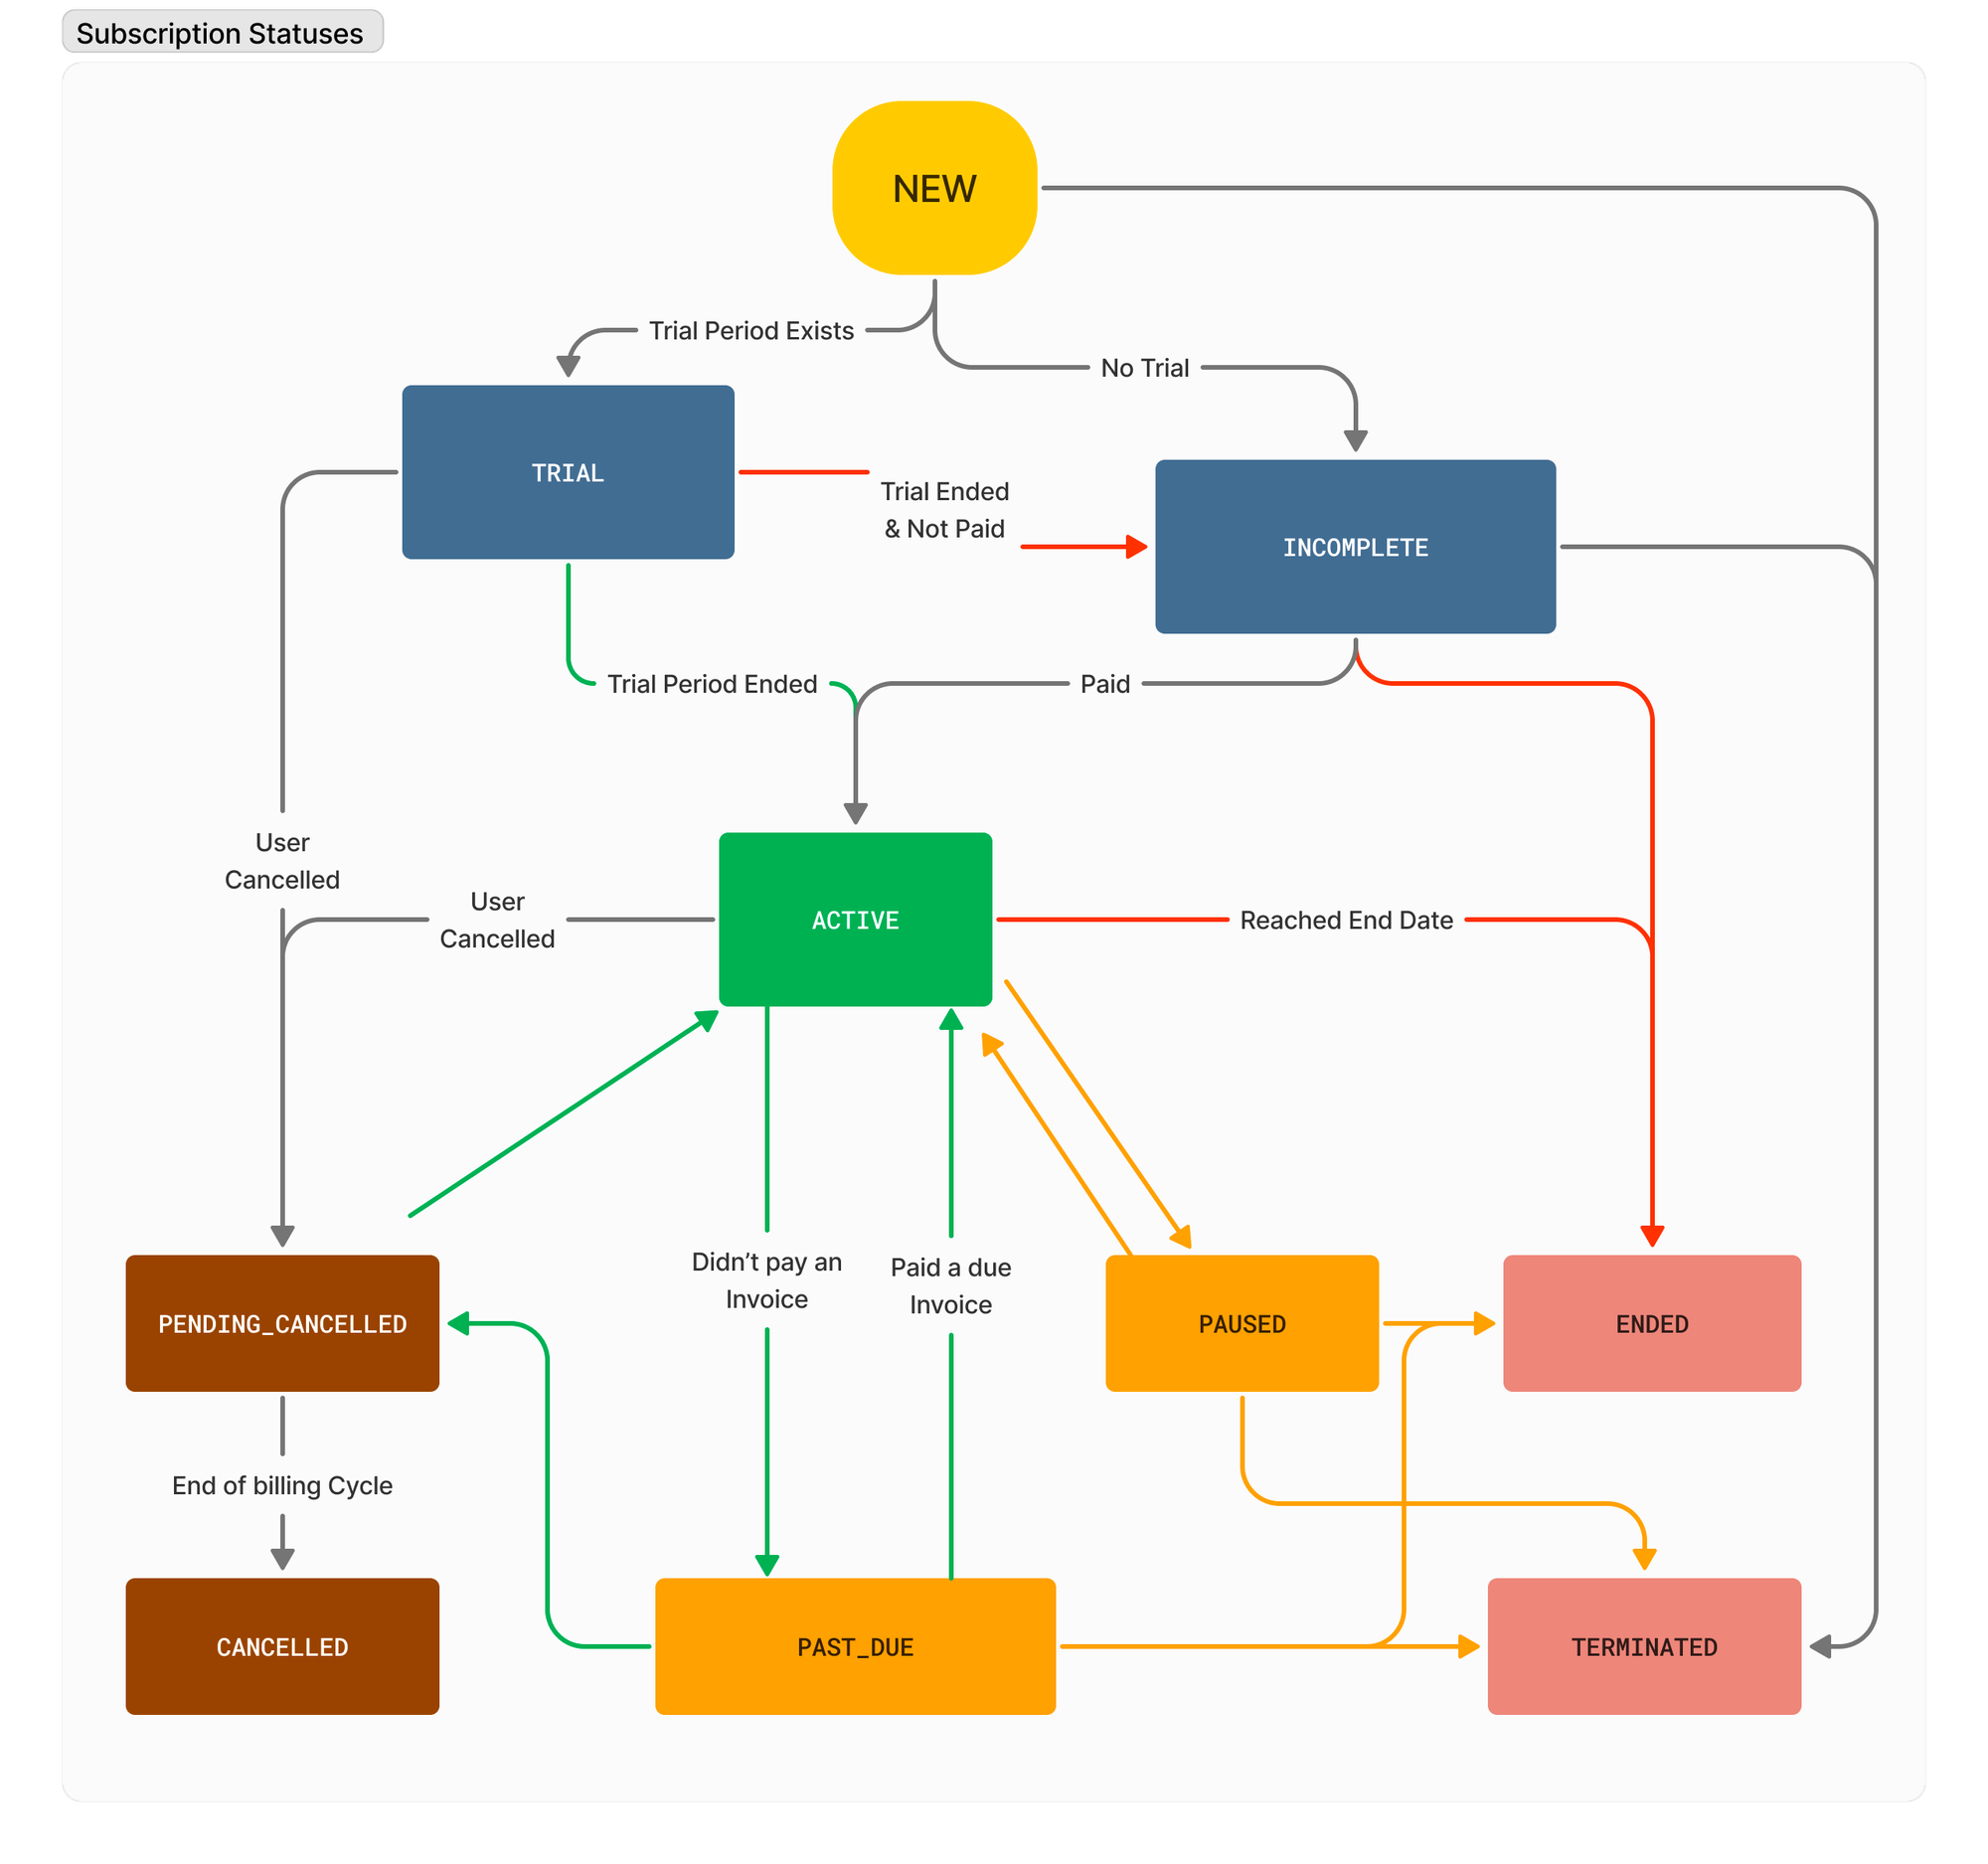 Subscription Statuses
NEW
Trial Period Exists
No Trial
TRIAL
Trial Ended
& Not Paid
INCOMPLETE
Trial Period Ended
Paid
User
Cancelled
User
Cancelled
ACTIVE
Reached End Date
Didn’t pay an
Invoice
Paid a due
Invoice
PENDING_CANCELLED
PAUSED
ENDED
End of billing Cycle
CANCELLED
PAST_DUE
TERMINATED